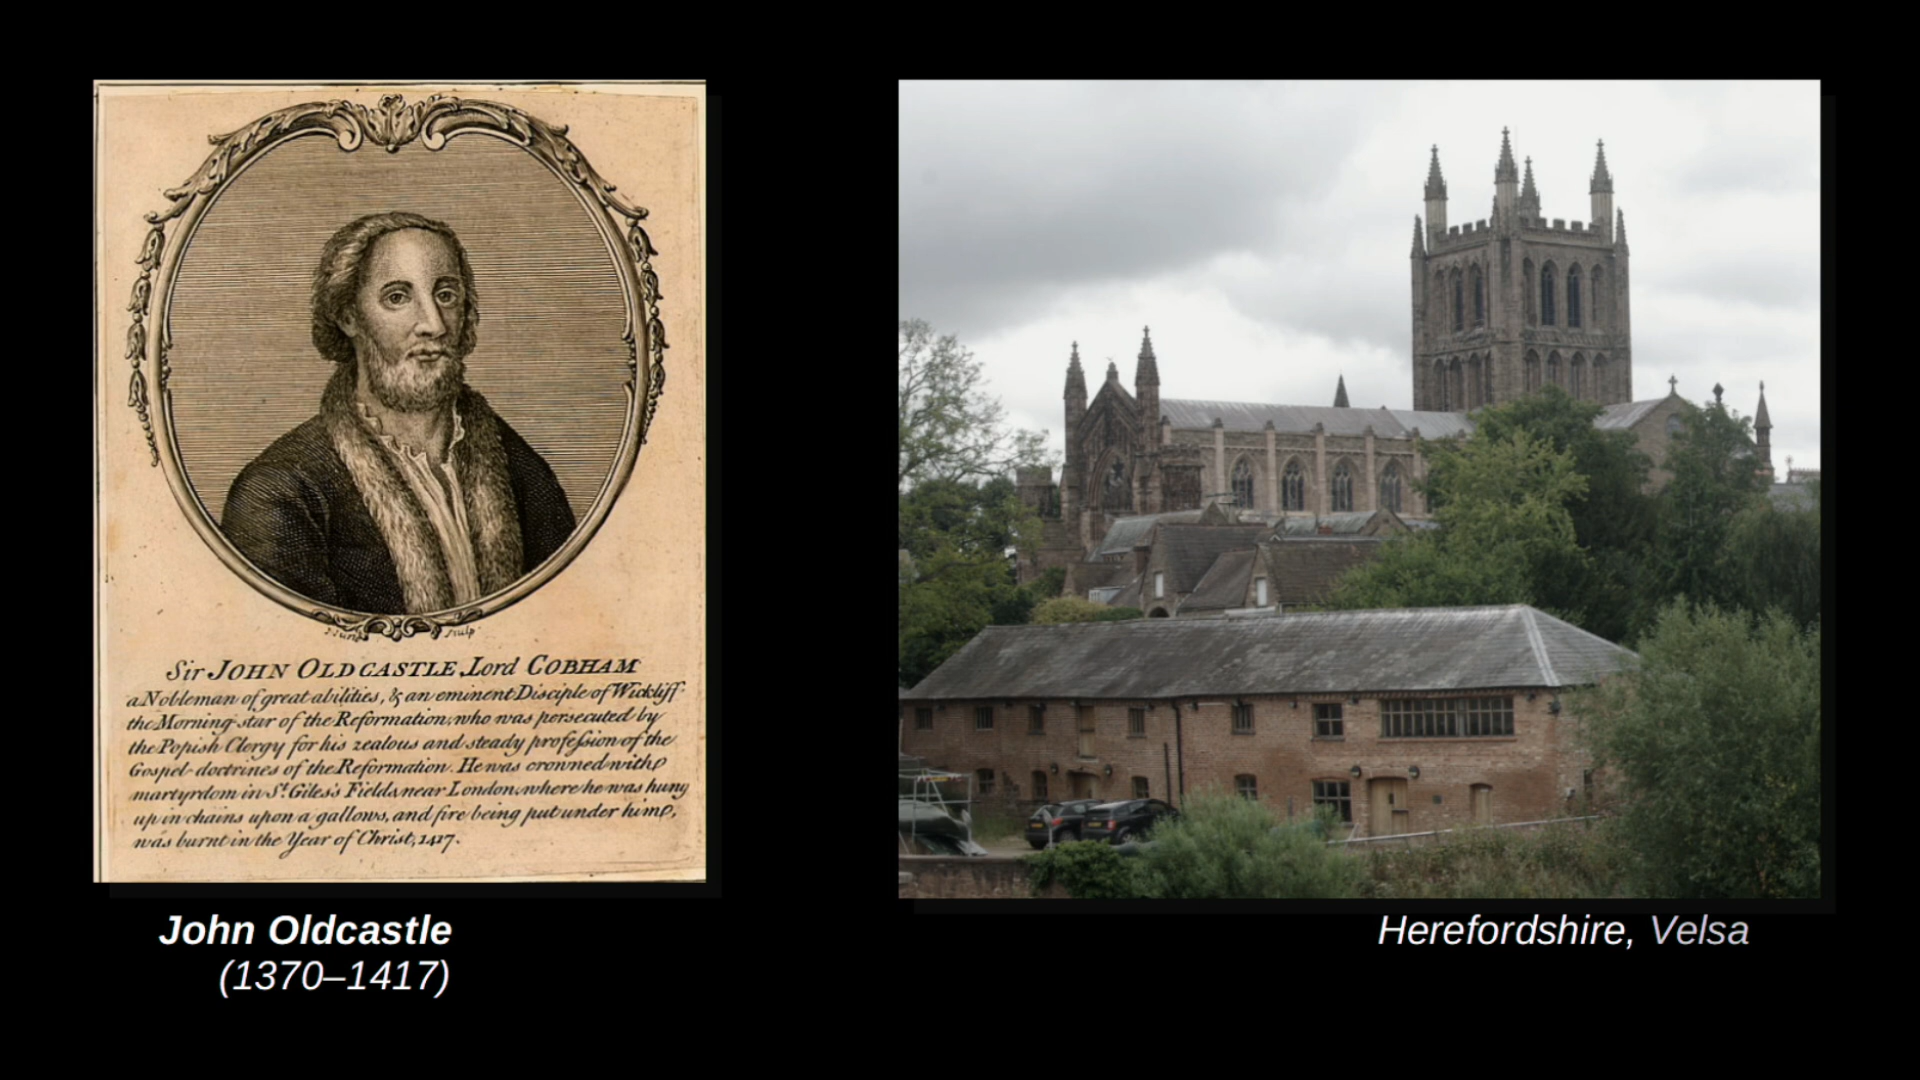 Sir JOHN OLDCASTLE Lord COBHAM
a Nobleman of great abilities, & an eminent Disciple of Wickliff
the Morning star of the Reformation, who was persecuted by
the Popish Clergy for his zealous and steady profession of the
Gospel doctrines of the Reformation. He was crowned with
martyrdom in St. Giles's Fields near London, where he was hung
up in chains upon a gallows, and fire being put under him,
was burnt in the Year of Christ, 1417.
John Oldcastle
(1370–1417)
Herefordshire, Velsa